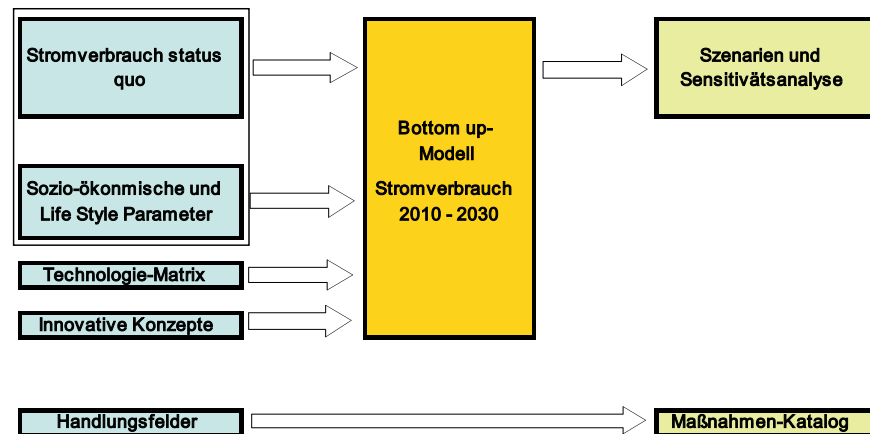 Stromverbrauch status
quo
Sozio-ökonmische und
Life Style Parameter
Technologie-Matrix
Innovative Konzepte
Handlungsfelder
Bottom up-
Modell
Stromverbrauch
2010 - 2030
Szenarien und
Sensitivätsanalyse
Maßnahmen-Katalog